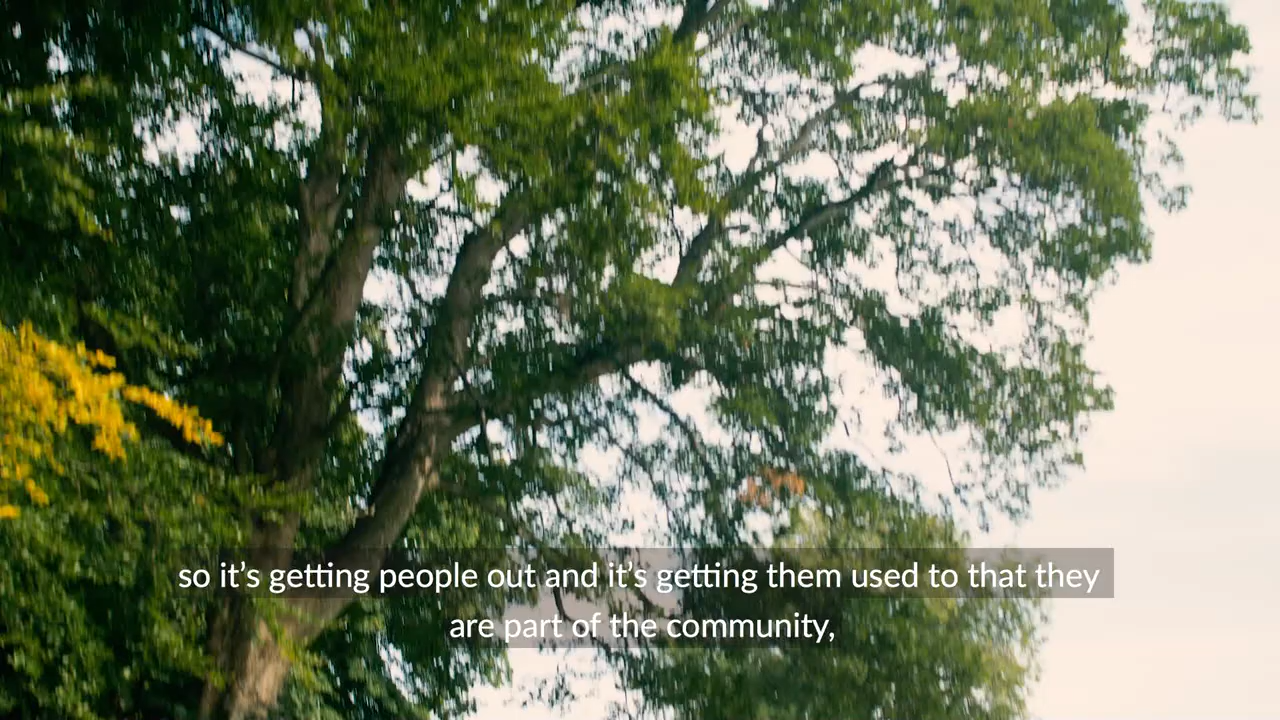 so it’s getting people out and it’s getting them used to that they
are part of the community,